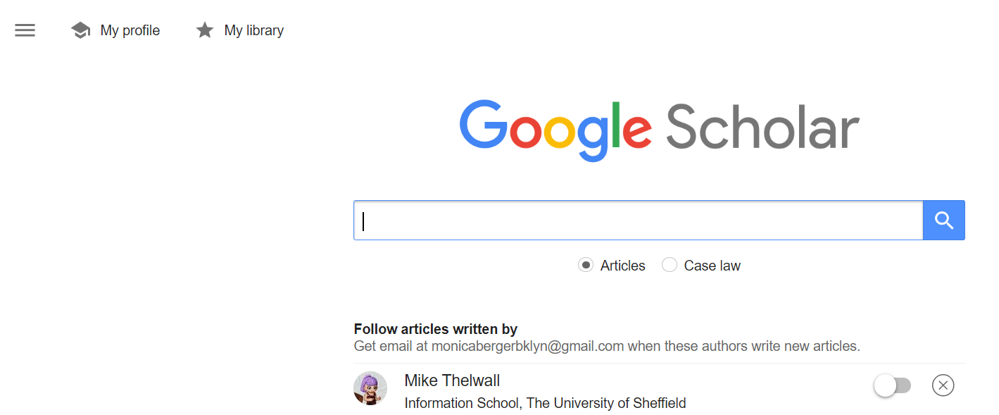 My profile My library
Google Scholar
Articles Case law
Follow articles written by
Get email at monicabergerbklyn@gmail.com when these authors write new articles.
Mike Thelwall
Information School, The University of Sheffield